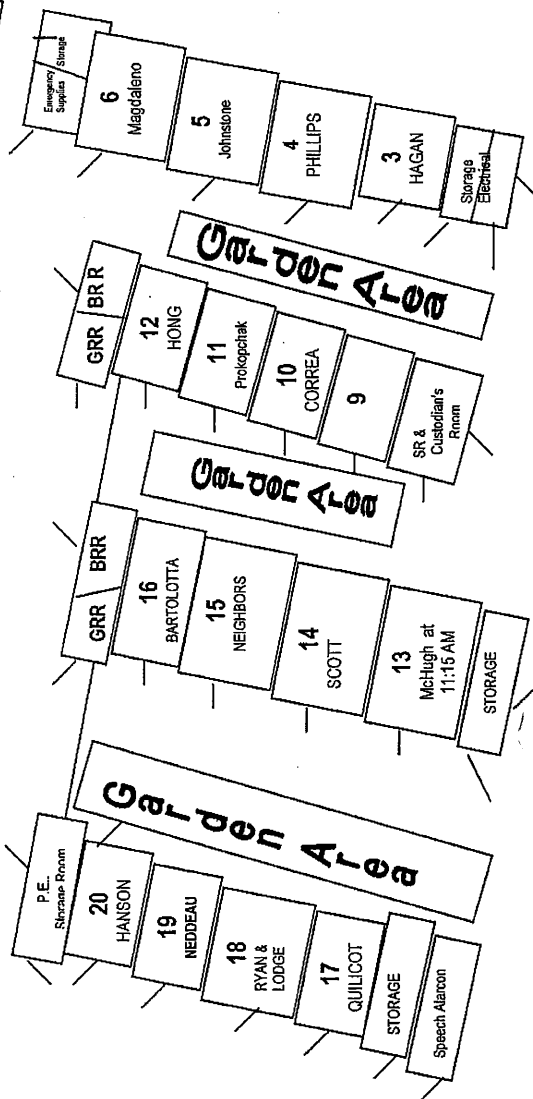 Emergency
Supplies
Storage
6
Magdaleno
5
Johnstone
4
PHILLIPS
3
HAGAN
Storage
Electrical
Garden Area
GRR
BR R
12
HONG
11
Prokopchak
10
CORREA
9
SR &
Custodian's
Room
Garden Area
GRR
BRR
16
BARTOLOTTA
15
NEIGHBORS
14
SCOTT
13
McHugh at
11:15 AM
STORAGE
Garden Area
P.E.
Storage Room
20
HANSON
19
NEDDEAU
18
RYAN &
LODGE
17
QUILICOT
STORAGE
Speech Alarcon